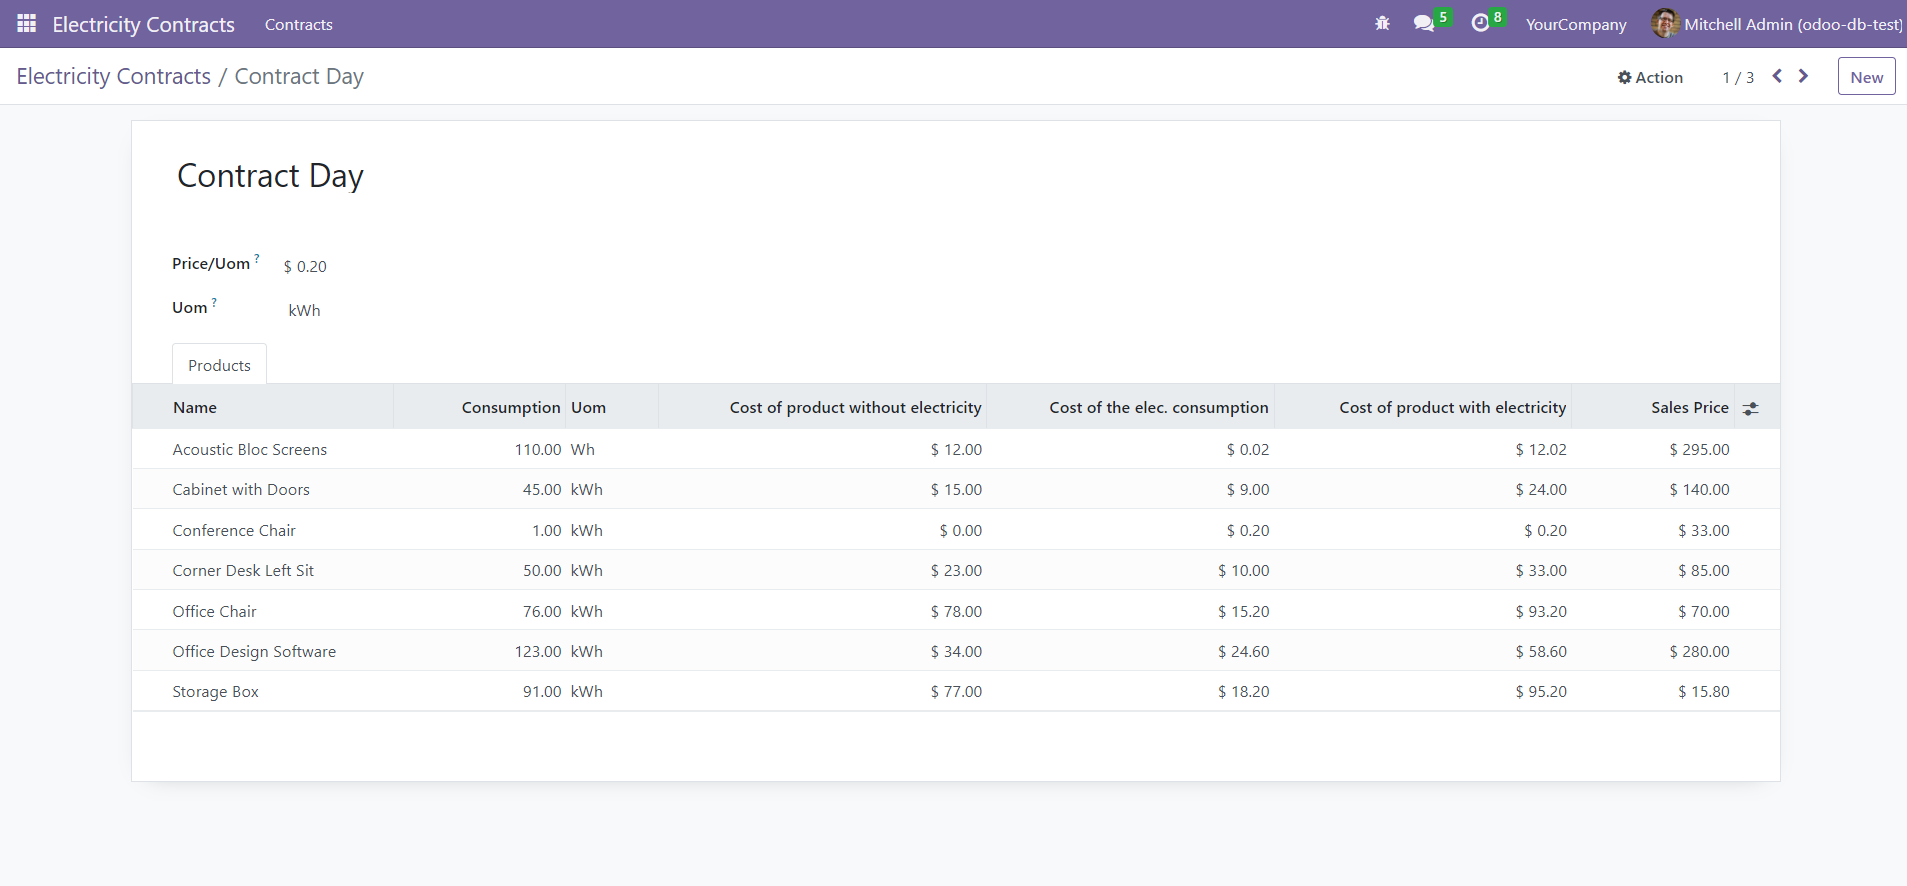 Electricity Contracts Contracts 5 8 YourCompany Mitchell Admin (odoo-db-test)
Electricity Contracts / Contract Day Action 1 / 3 New
Contract Day
Price/Uom ? $ 0.20
Uom ? kWh
Products
Name Consumption Uom Cost of product without electricity Cost of the elec. consumption Cost of product with electricity Sales Price
Acoustic Bloc Screens 110.00 Wh $ 12.00 $ 0.02 $ 12.02 $ 295.00
Cabinet with Doors 45.00 kWh $ 15.00 $ 9.00 $ 24.00 $ 140.00
Conference Chair 1.00 kWh $ 0.00 $ 0.20 $ 0.20 $ 33.00
Corner Desk Left Sit 50.00 kWh $ 23.00 $ 10.00 $ 33.00 $ 85.00
Office Chair 76.00 kWh $ 78.00 $ 15.20 $ 93.20 $ 70.00
Office Design Software 123.00 kWh $ 34.00 $ 24.60 $ 58.60 $ 280.00
Storage Box 91.00 kWh $ 77.00 $ 18.20 $ 95.20 $ 15.80